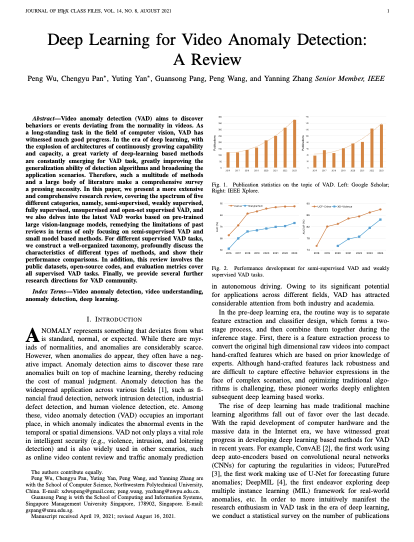 JOURNAL OF LATEX CLASS FILES, VOL. 14, NO. 8, AUGUST 2021 1
Deep Learning for Video Anomaly Detection:
A Review
Peng Wu, Chengyu Pan*, Yuting Yan*, Guansong Pang, Peng Wang, and Yanning Zhang Senior Member, IEEE
Abstract—Video anomaly detection (VAD) aims to discover
behaviors or events deviating from the normality in videos. As
a long-standing task in the field of computer vision, VAD has
witnessed much good progress. In the era of deep learning, with
the explosion of architectures of continuously growing capability
and capacity, a great variety of deep-learning based methods
are constantly emerging for VAD task, greatly improving the
generalization ability of detection algorithms and broadening the
application scenarios. Therefore, such a multitude of methods
and a large body of literature make a comprehensive survey
a pressing necessity. In this paper, we present a more extensive
and comprehensive research review, covering the spectrum of five
different categories, namely, semi-supervised, weakly supervised,
fully supervised, unsupervised and open-set supervised VAD, and
we also delve into the latest VAD works based on pre-trained
large vision-language models, remedying the limitations of past
reviews in terms of only focusing on semi-supervised VAD and
small model based methods. For different supervised VAD tasks,
we construct a well-organized taxonomy, profoundly discuss the
characteristics of different types of methods, and show their
performance comparisons. In addition, this review involves the
public datasets, open-source codes, and evaluation metrics covering
all supervised VAD tasks. Finally, we provide several further
research directions for VAD community.
Index Terms—Video anomaly detection, video understanding,
anomaly detection, deep learning.
I. INTRODUCTION
ANOMALY represents something that deviates from what
is standard, normal, or expected. While there are myr-
iads of normalities, and anomalies are considerably scarce.
However, when anomalies do appear, they often have a neg-
ative impact. Anomaly detection aims to discover these rare
anomalies built on top of machine learning, thereby reducing
the cost of manual judgment. Anomaly detection has the
widespread application across various fields [1], such as fi-
nancial fraud detection, network intrusion detection, industrial
defect detection, and human violence detection, etc. Among
these, video anomaly detection (VAD) occupies an important
place, in which anomaly indicates the abnormal events in the
temporal or spatial dimensions. VAD not only plays a vital role
in intelligent security (e.g., violence, intrusion, and loitering
detection) and is also widely used in other scenarios, such as
online video content review and traffic anomaly prediction
The authors contribute equally.
Peng Wu, Chengyu Pan, Yuting Yan, Peng Wang, and Yanning Zhang are
with the School of Computer Science, Northwestern Polytechnical University,
China. E-mail: xdwupeng@gmail.com; peng.wang, ynzhang@nwpu.edu.cn.
Guansong Pang is with the School of Computing and Information Systems,
Singapore Management University Singapore, 178902, Singapore. E-mail:
gspang@smu.edu.sg
Manuscript received April 19, 2021; revised August 16, 2021.
Fig. 1. Publication statistics on the topic of VAD. Left: Google Scholar;
Right: IEEE Xplore.
Fig. 2. Performance development for semi-supervised VAD and weakly
supervised VAD tasks.
in autonomous driving. Owing to its significant potential
for applications across different fields, VAD has attracted
considerable attention from both industry and academia.
In the pre-deep learning era, the routine way is to separate
feature extraction and classifier design, which forms a two-
stage process, and then combine them together during the
inference stage. First, there is a feature extraction process to
convert the original high dimensional raw videos into compact
hand-crafted features which are based on prior knowledge of
experts. Although hand-crafted features lack robustness and
are difficult to capture effective behavior expressions in the
face of complex scenarios, and optimizing traditional algo-
rithms is challenging, these pioneer works deeply enlighten
subsequent deep learning based works.
The rise of deep learning has made traditional machine
learning algorithms fall out of favor over the last decade.
With the rapid development of computer hardware and the
massive data in the Internet era, we have witnessed great
progress in developing deep learning based methods for VAD
in recent years. For example, ConvAE [2], the first work using
deep auto-encoders based on convolutional neural networks
(CNNs) for capturing the regularities in videos; FuturePred
[3], the first work making use of U-Net for forecasting future
anomalies; DeepMIL [4], the first endeavor exploring deep
multiple instance learning (MIL) framework for real-world
anomalies, etc. In order to more intuitively manifest the
research enthusiasm in VAD task in the era of deep learning,
we conduct a statistical survey on the number of publications